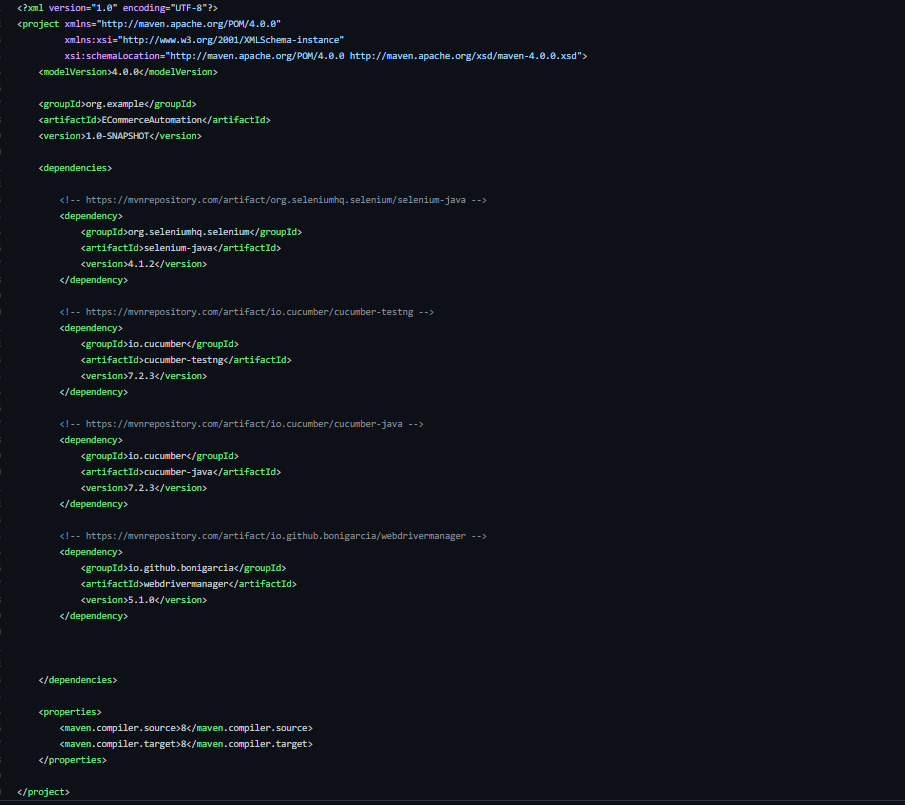 <?xml version="1.0" encoding="UTF-8"?>
<project xmlns="http://maven.apache.org/POM/4.0.0"
         xmlns:xsi="http://www.w3.org/2001/XMLSchema-instance"
         xsi:schemaLocation="http://maven.apache.org/POM/4.0.0 http://maven.apache.org/xsd/maven-4.0.0.xsd">
    <modelVersion>4.0.0</modelVersion>

    <groupId>org.example</groupId>
    <artifactId>ECommerceAutomation</artifactId>
    <version>1.0-SNAPSHOT</version>

    <dependencies>

        <!-- https://mvnrepository.com/artifact/org.seleniumhq.selenium/selenium-java -->
        <dependency>
            <groupId>org.seleniumhq.selenium</groupId>
            <artifactId>selenium-java</artifactId>
            <version>4.1.2</version>
        </dependency>

        <!-- https://mvnrepository.com/artifact/io.cucumber/cucumber-testng -->
        <dependency>
            <groupId>io.cucumber</groupId>
            <artifactId>cucumber-testng</artifactId>
            <version>7.2.3</version>
        </dependency>

        <!-- https://mvnrepository.com/artifact/io.cucumber/cucumber-java -->
        <dependency>
            <groupId>io.cucumber</groupId>
            <artifactId>cucumber-java</artifactId>
            <version>7.2.3</version>
        </dependency>

        <!-- https://mvnrepository.com/artifact/io.github.bonigarcia/webdrivermanager -->
        <dependency>
            <groupId>io.github.bonigarcia</groupId>
            <artifactId>webdrivermanager</artifactId>
            <version>5.1.0</version>
        </dependency>

    </dependencies>

    <properties>
        <maven.compiler.source>8</maven.compiler.source>
        <maven.compiler.target>8</maven.compiler.target>
    </properties>

</project>